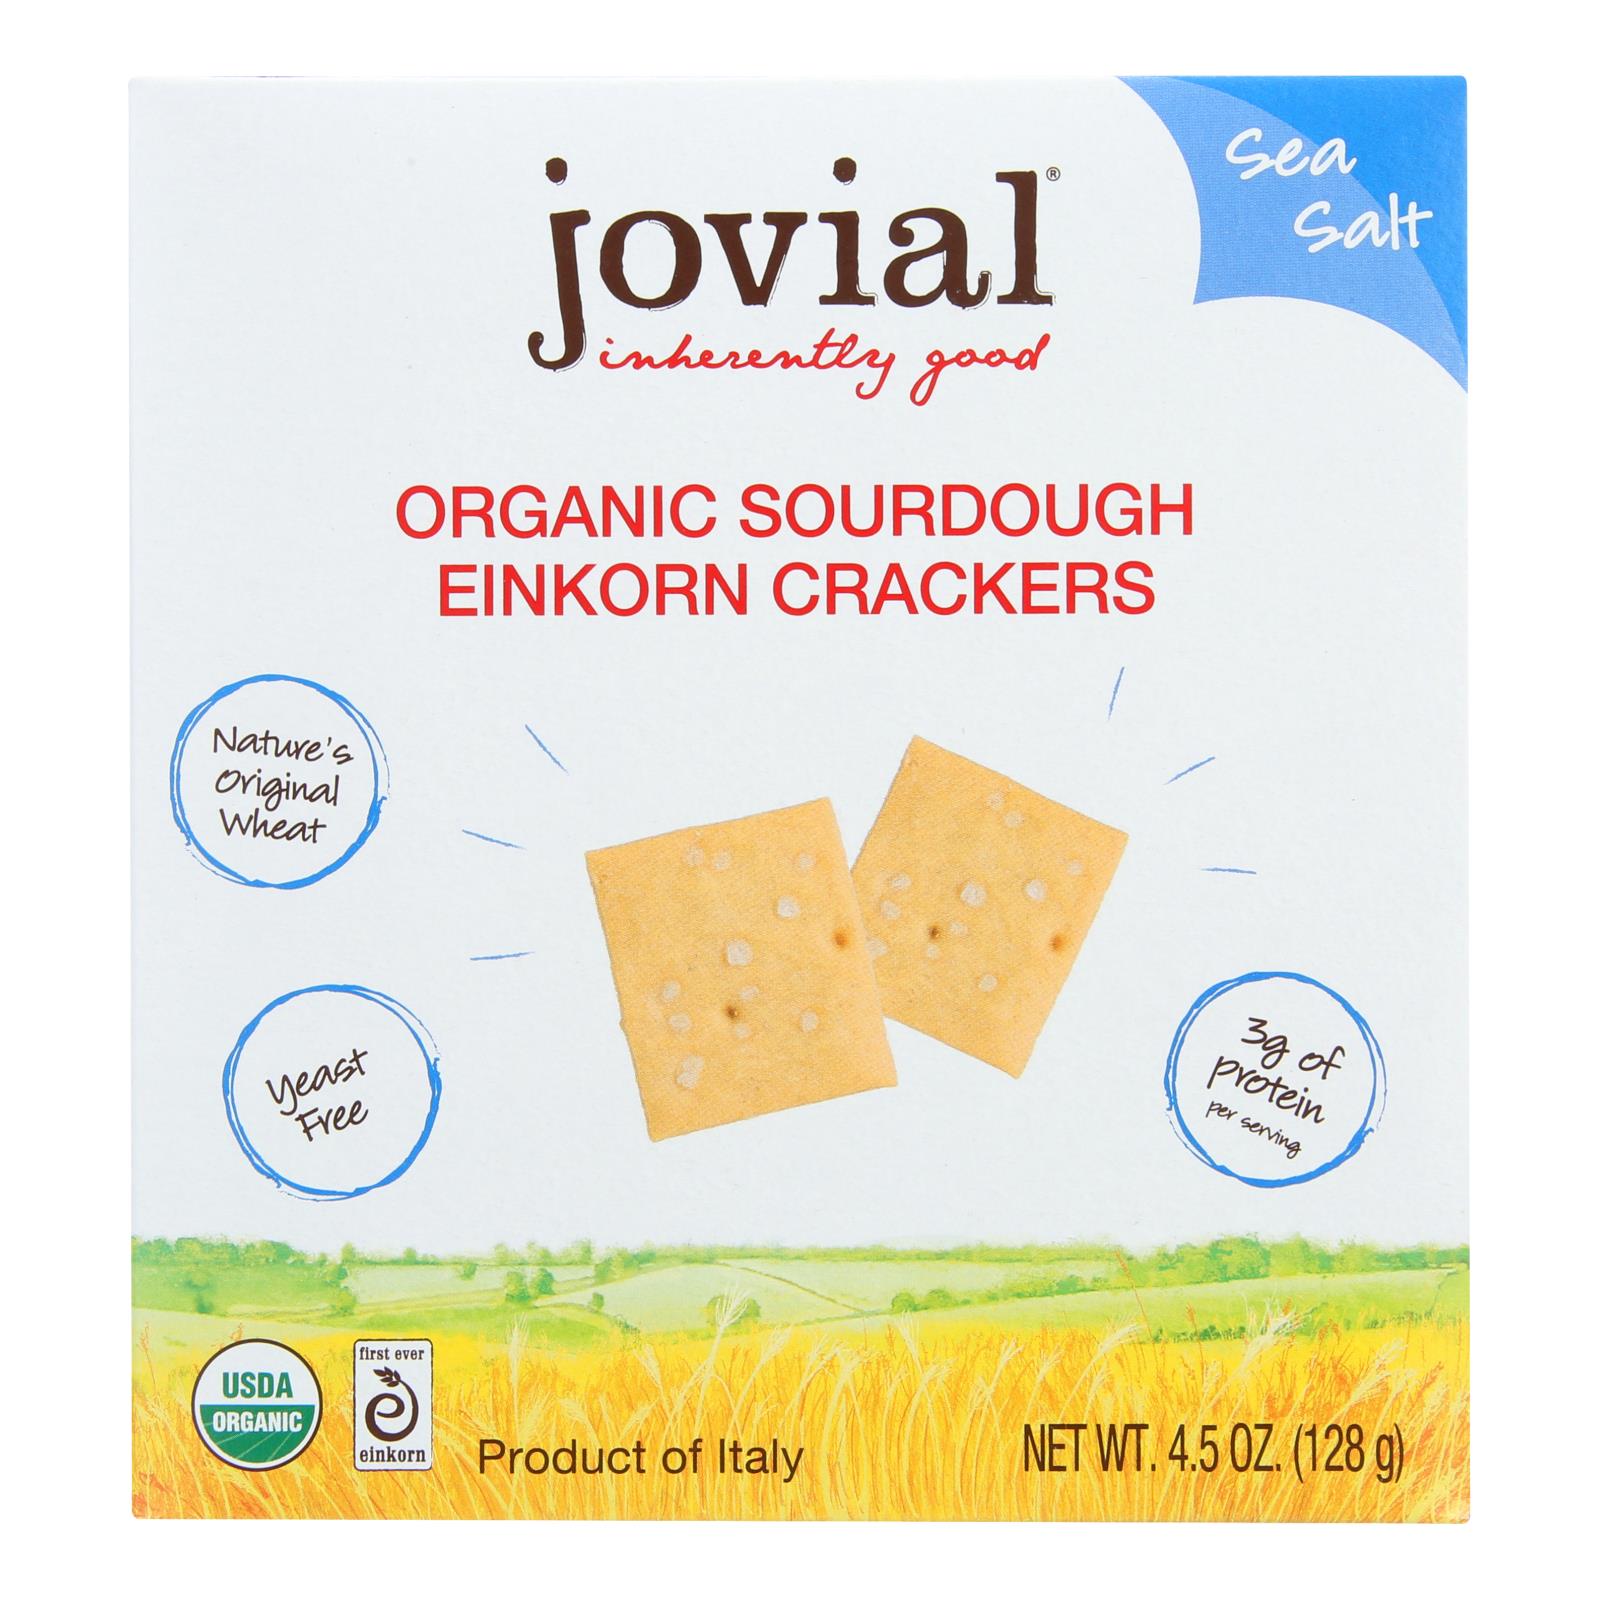 Sea
Salt
jovial®
inherently good
ORGANIC SOURDOUGH
EINKORN CRACKERS
Nature's
Original
Wheat
Yeast
Free
3g of
protein
per serving
USDA
ORGANIC
first ever
einkorn
Product of Italy
NET WT. 4.5 OZ. (128 g)